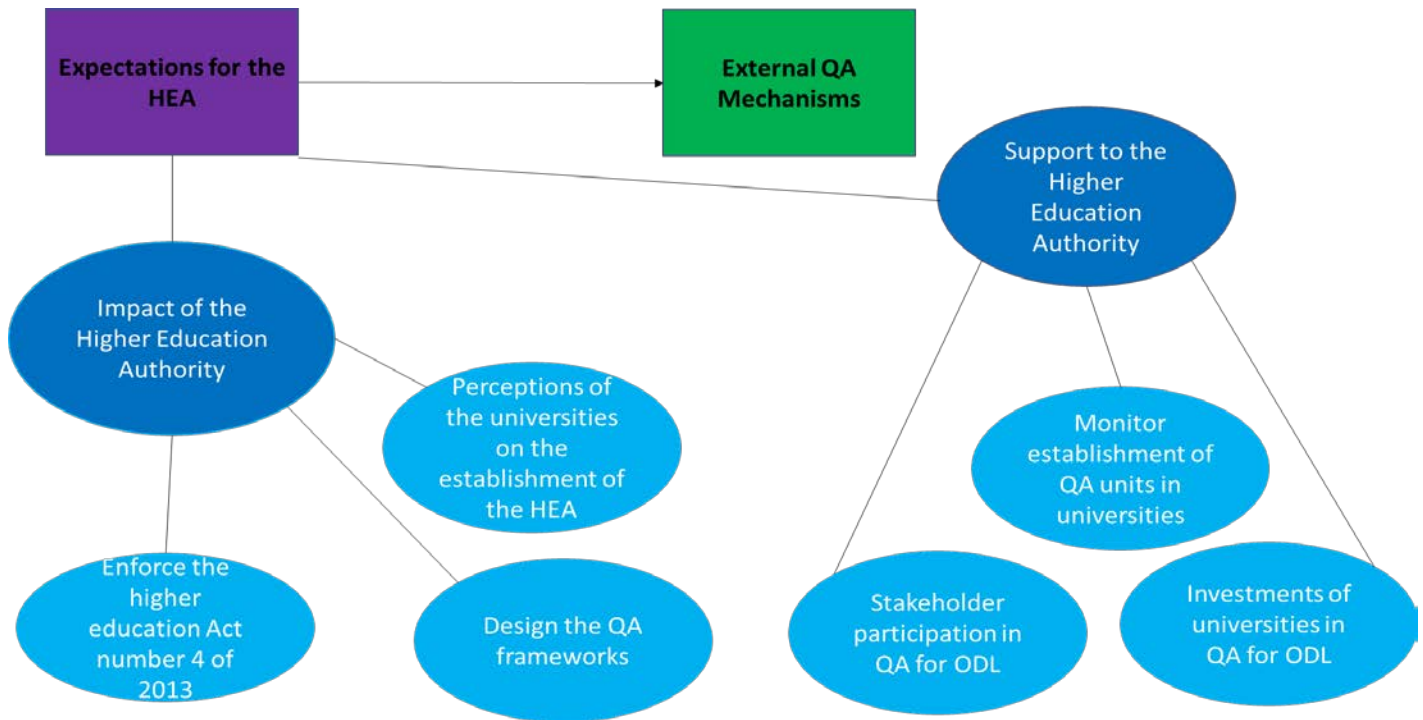 Expectations for the
HEA
External QA
Mechanisms
Support to the
Higher
Education
Authority
Impact of the
Higher Education
Authority
Perceptions of
the universities
on the
establishment of
the HEA
Monitor
establishment of
QA units in
universities
Enforce the
higher
education Act
number 4 of
2013
Design the QA
frameworks
Stakeholder
participation in
QA for ODL
Investments of
universities in
QA for ODL